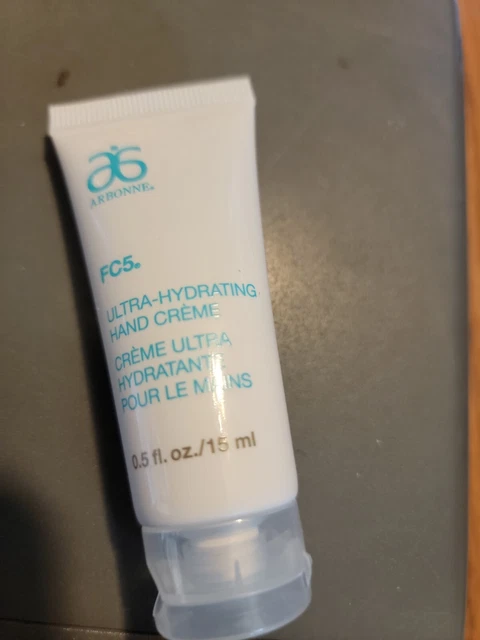 ARBONNE®
FC5®
ULTRA-HYDRATING
HAND CRÈME
CRÈME ULTRA
HYDRATANTE
POUR LE MAINS
0.5 fl. oz./15 ml